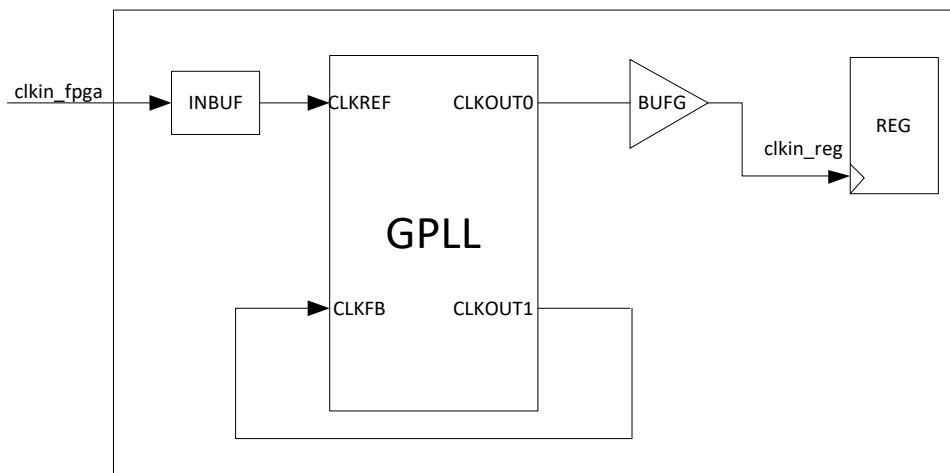 clkin_fpga
INBUF
CLKREF
CLKOUT0
BUFG
REG
clkin_reg
GPLL
CLKFB
CLKOUT1